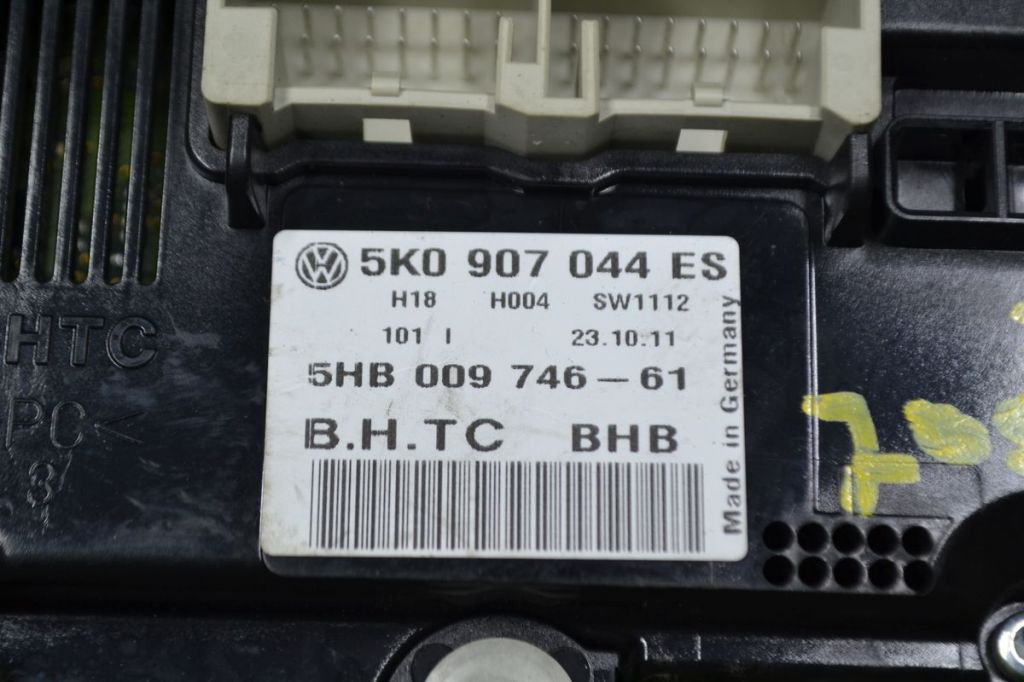 5K0 907 044 ES
H18 H004 SW1112
101 I 23.10.11
5HB 009 746-61
B.H.TC BHB
Made in Germany
HTC
PC<
3